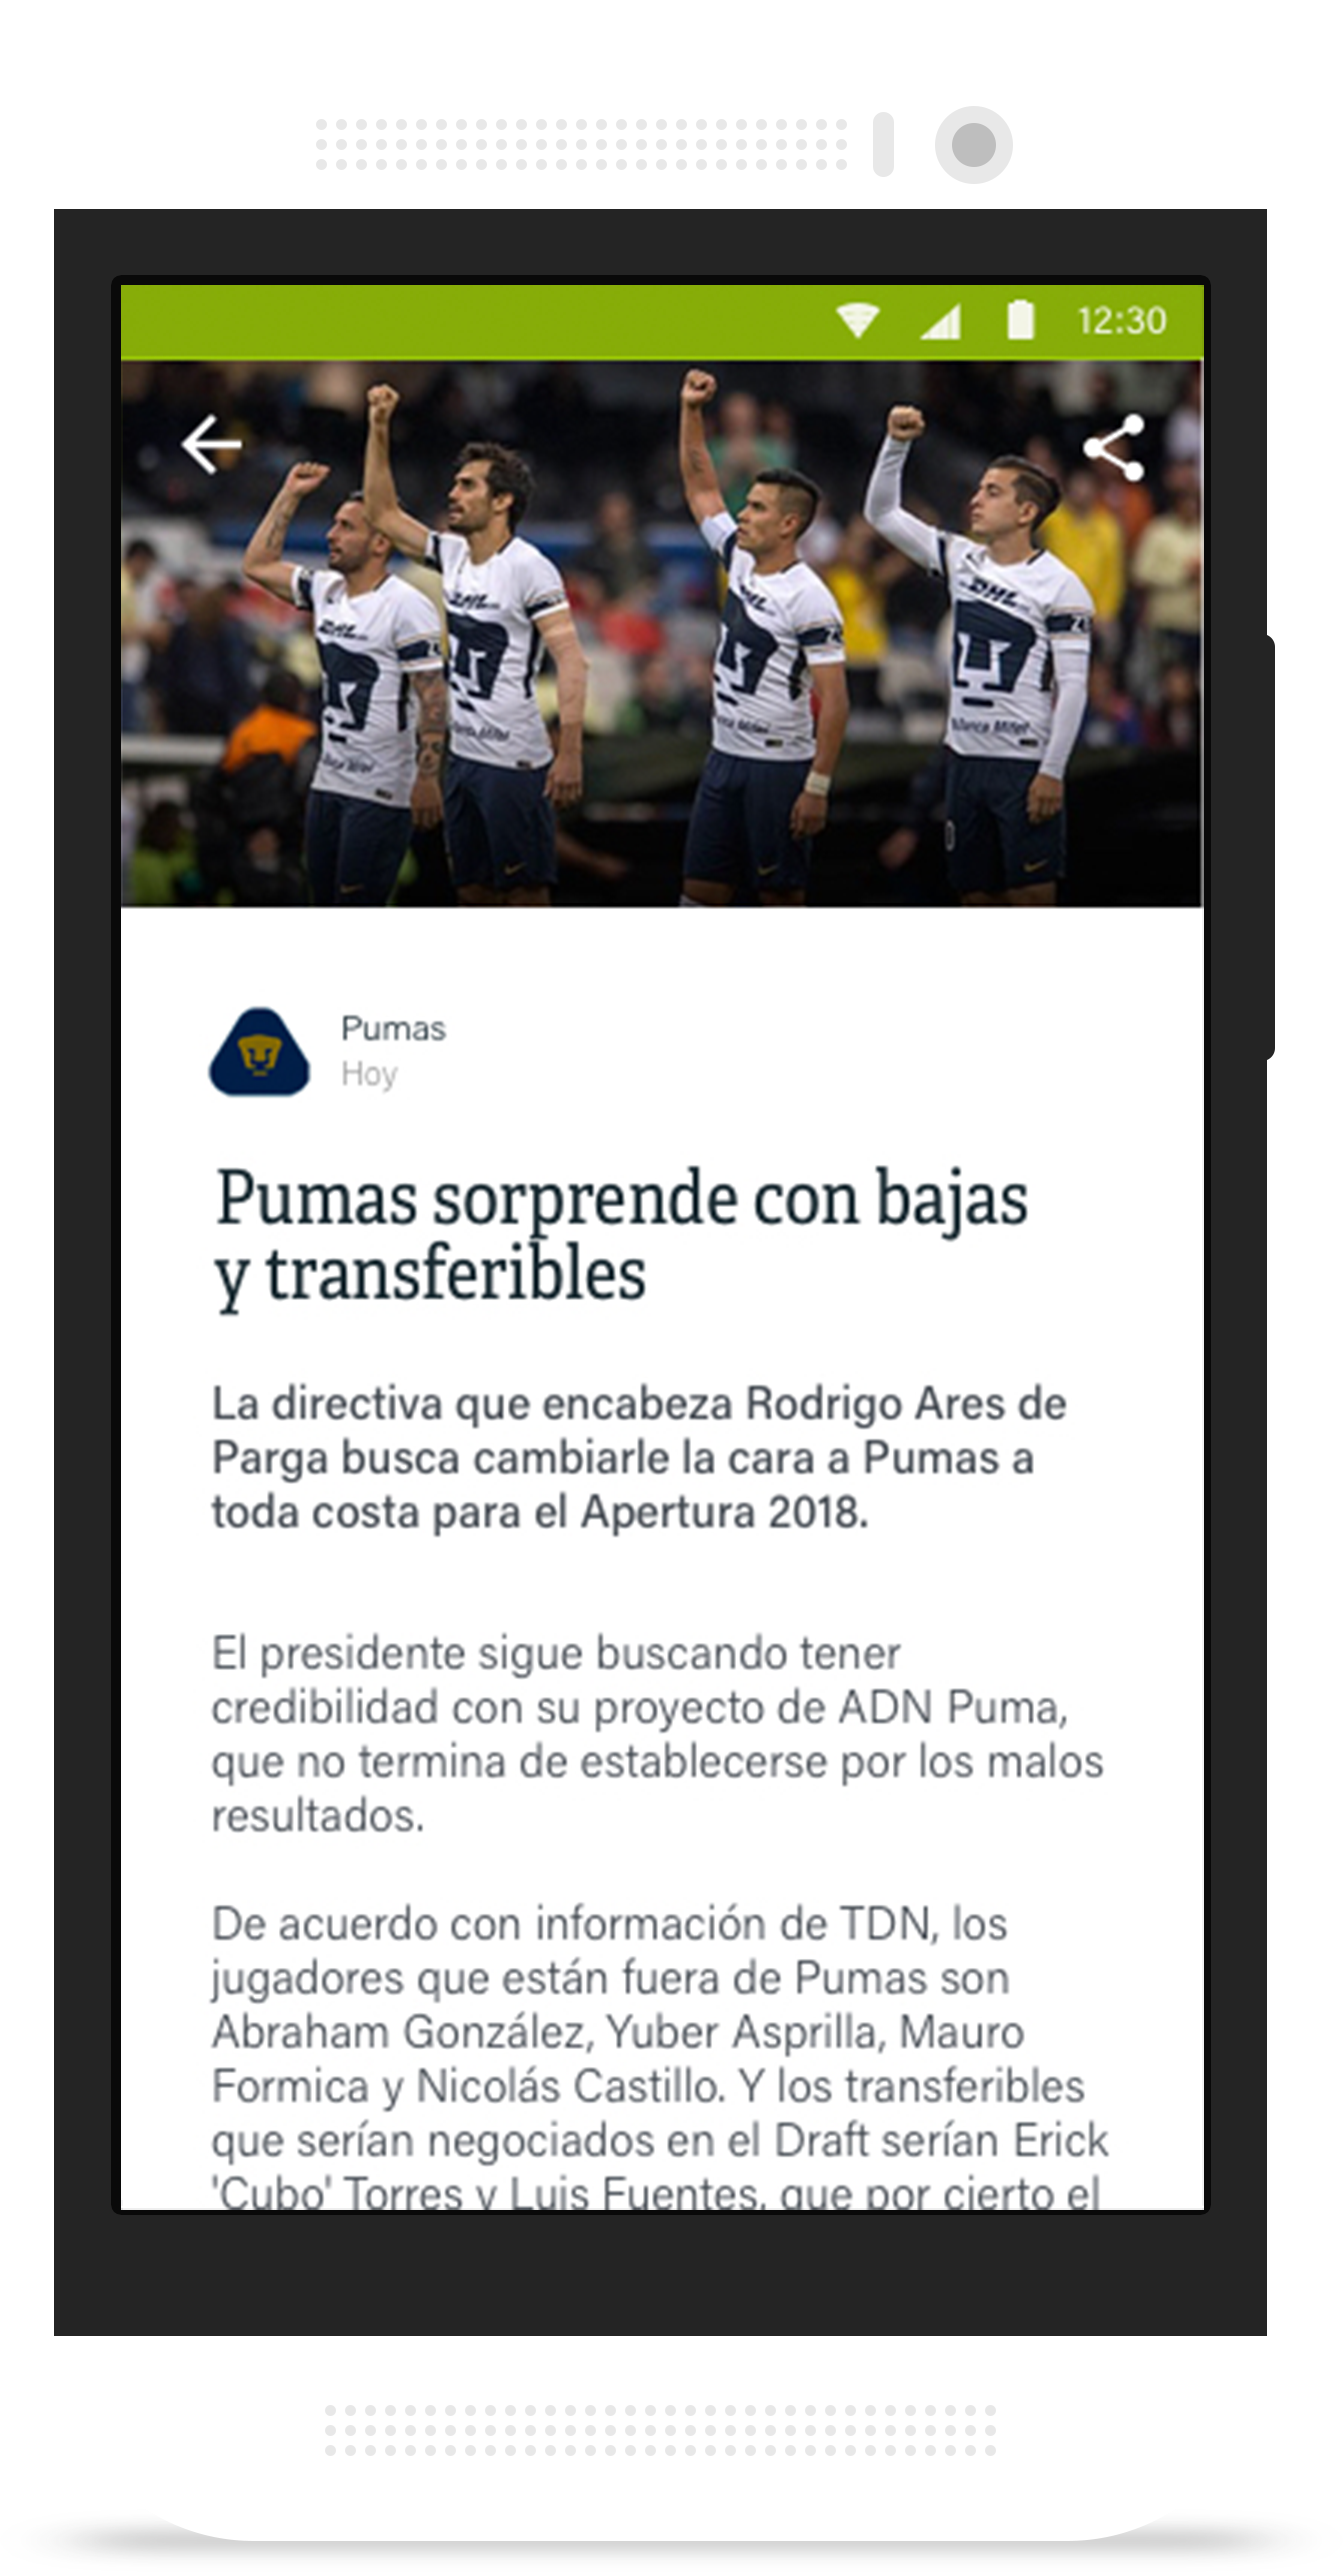 12:30
DHL
DHL
DHL
DHL
Pumas
Hoy
Pumas sorprende con bajas
y transferibles
La directiva que encabeza Rodrigo Ares de
Parga busca cambiarle la cara a Pumas a
toda costa para el Apertura 2018.
El presidente sigue buscando tener
credibilidad con su proyecto de ADN Puma,
que no termina de establecerse por los malos
resultados.
De acuerdo con información de TDN, los
jugadores que están fuera de Pumas son
Abraham González, Yuber Asprilla, Mauro
Formica y Nicolás Castillo. Y los transferibles
que serían negociados en el Draft serían Erick
'Cubo' Torres y Luis Fuentes, que por cierto el